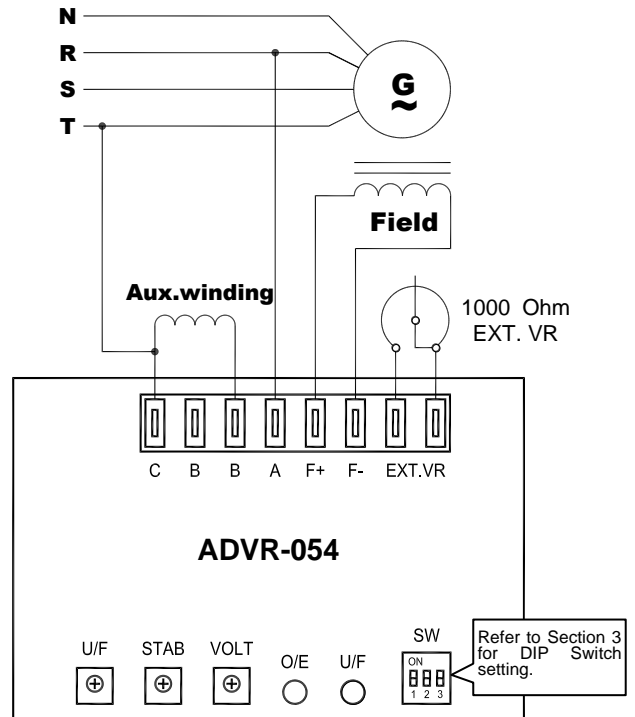 N
R
S
T
G
~
Field
Aux.winding
1000 Ohm
EXT. VR
C B B A F+ F- EXT.VR
ADVR-054
U/F STAB VOLT O/E U/F SW
ON
1 2 3
Refer to Section 3
for DIP Switch
setting.